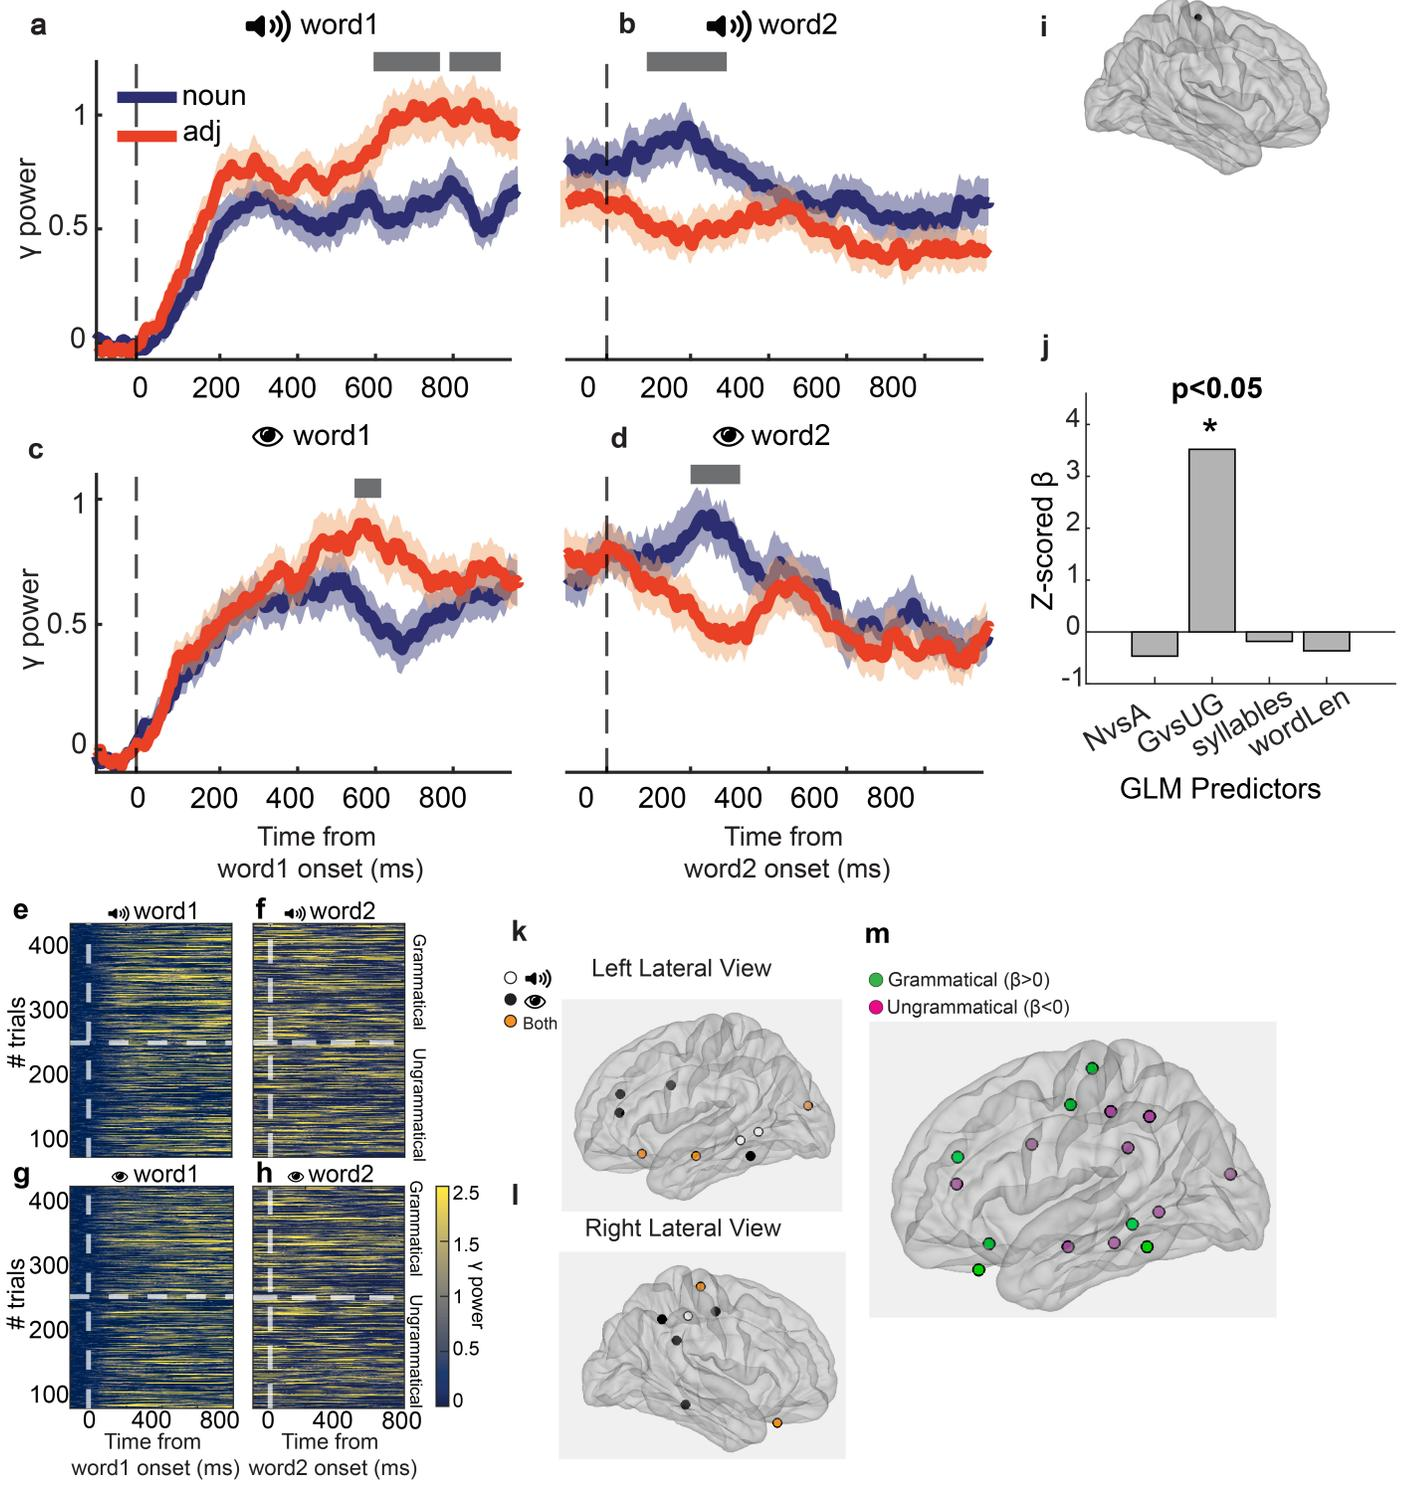 a
word1
noun
adj
γ power
1
0.5
0
0 200 400 600 800
b
word2
0 200 400 600 800
c
word1
γ power
1
0.5
0
0 200 400 600 800
Time from
word1 onset (ms)
d
word2
0 200 400 600 800
Time from
word2 onset (ms)
i
j
p<0.05
*
Z-scored β
4
3
2
1
0
-1
NvsA GvsUG syllables wordLen
GLM Predictors
e
word1
# trials
400
300
200
100
f
word2
Grammatical
Ungrammatical
g
word1
# trials
400
300
200
100
0 400 800
Time from
word1 onset (ms)
h
word2
Grammatical
Ungrammatical
0 400 800
Time from
word2 onset (ms)
2.5
1.5
1
0.5
0
γ power
k
Left Lateral View
Both
l
Right Lateral View
m
Grammatical (β>0)
Ungrammatical (β<0)